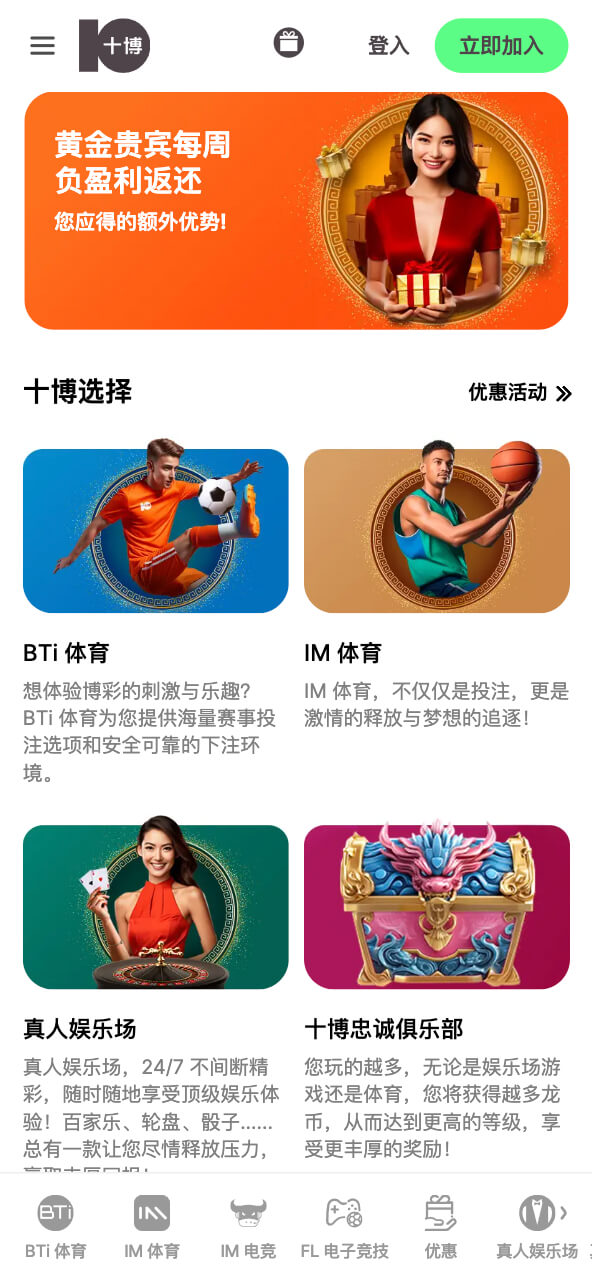 十博
登入
立即加入
黄金贵宾每周
负盈利返还
您应得的额外优势!
十博选择
优惠活动
BTi 体育
想体验博彩的刺激与乐趣?
BTi 体育为您提供海量赛事投
注选项和安全可靠的下注环
境。
IM 体育
IM 体育，不仅仅是投注，更是
激情的释放与梦想的追逐!
真人娱乐场
真人娱乐场，24/7 不间断精
彩，随时随地享受顶级娱乐体
验! 百家乐、轮盘、骰子......
总有一款让您尽情释放压力，
十博忠诚俱乐部
您玩的越多，无论是娱乐场游
戏还是体育，您将获得越多龙
币，从而达到更高的等级，享
受更丰厚的奖励!
BTi
BTi 体育
IM
IM 体育
IM 电竞
FL 电子竞技
优惠
真人娱乐场